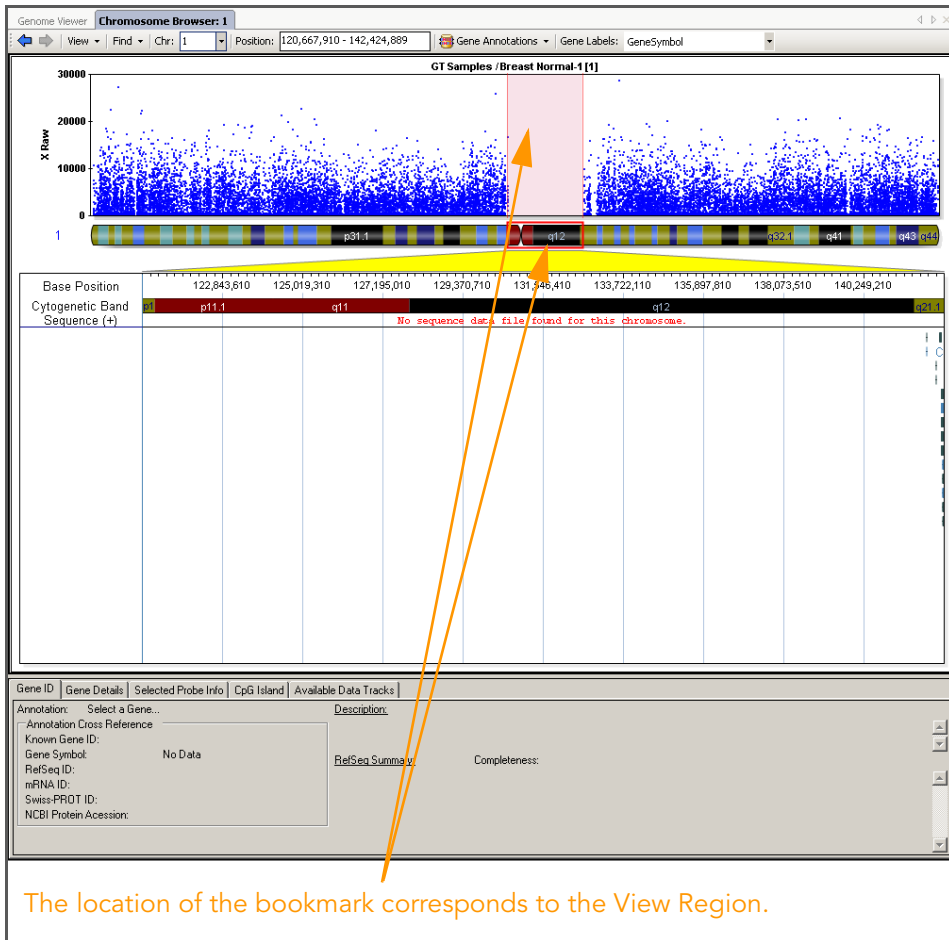 Genome Viewer Chromosome Browser: 1
View Find Chr: 1 Position: 120,667,910 - 142,424,889 Gene Annotations Gene Labels: GeneSymbol
GT Samples /Breast Normal-1 [1]
30000
20000
10000
0
X Raw
1 p31.1 q12 q32.1 q41 q43 q44
Base Position 122,843,610 125,019,310 127,195,010 129,370,710 131,546,410 133,722,110 135,897,810 138,073,510 140,249,210
Cytogenetic Band p1 p11.1 q11 q12 q21.1
Sequence (+) No sequence data file found for this chromosome.
C
Gene ID Gene Details Selected Probe Info CpG Island Available Data Tracks
Annotation: Select a Gene... Description:
Annotation Cross Reference
Known Gene ID:
Gene Symbol: No Data
RefSeq Summary: Completeness:
RefSeq ID:
mRNA ID:
Swiss-PROT ID:
NCBI Protein Acession:
The location of the bookmark corresponds to the View Region.